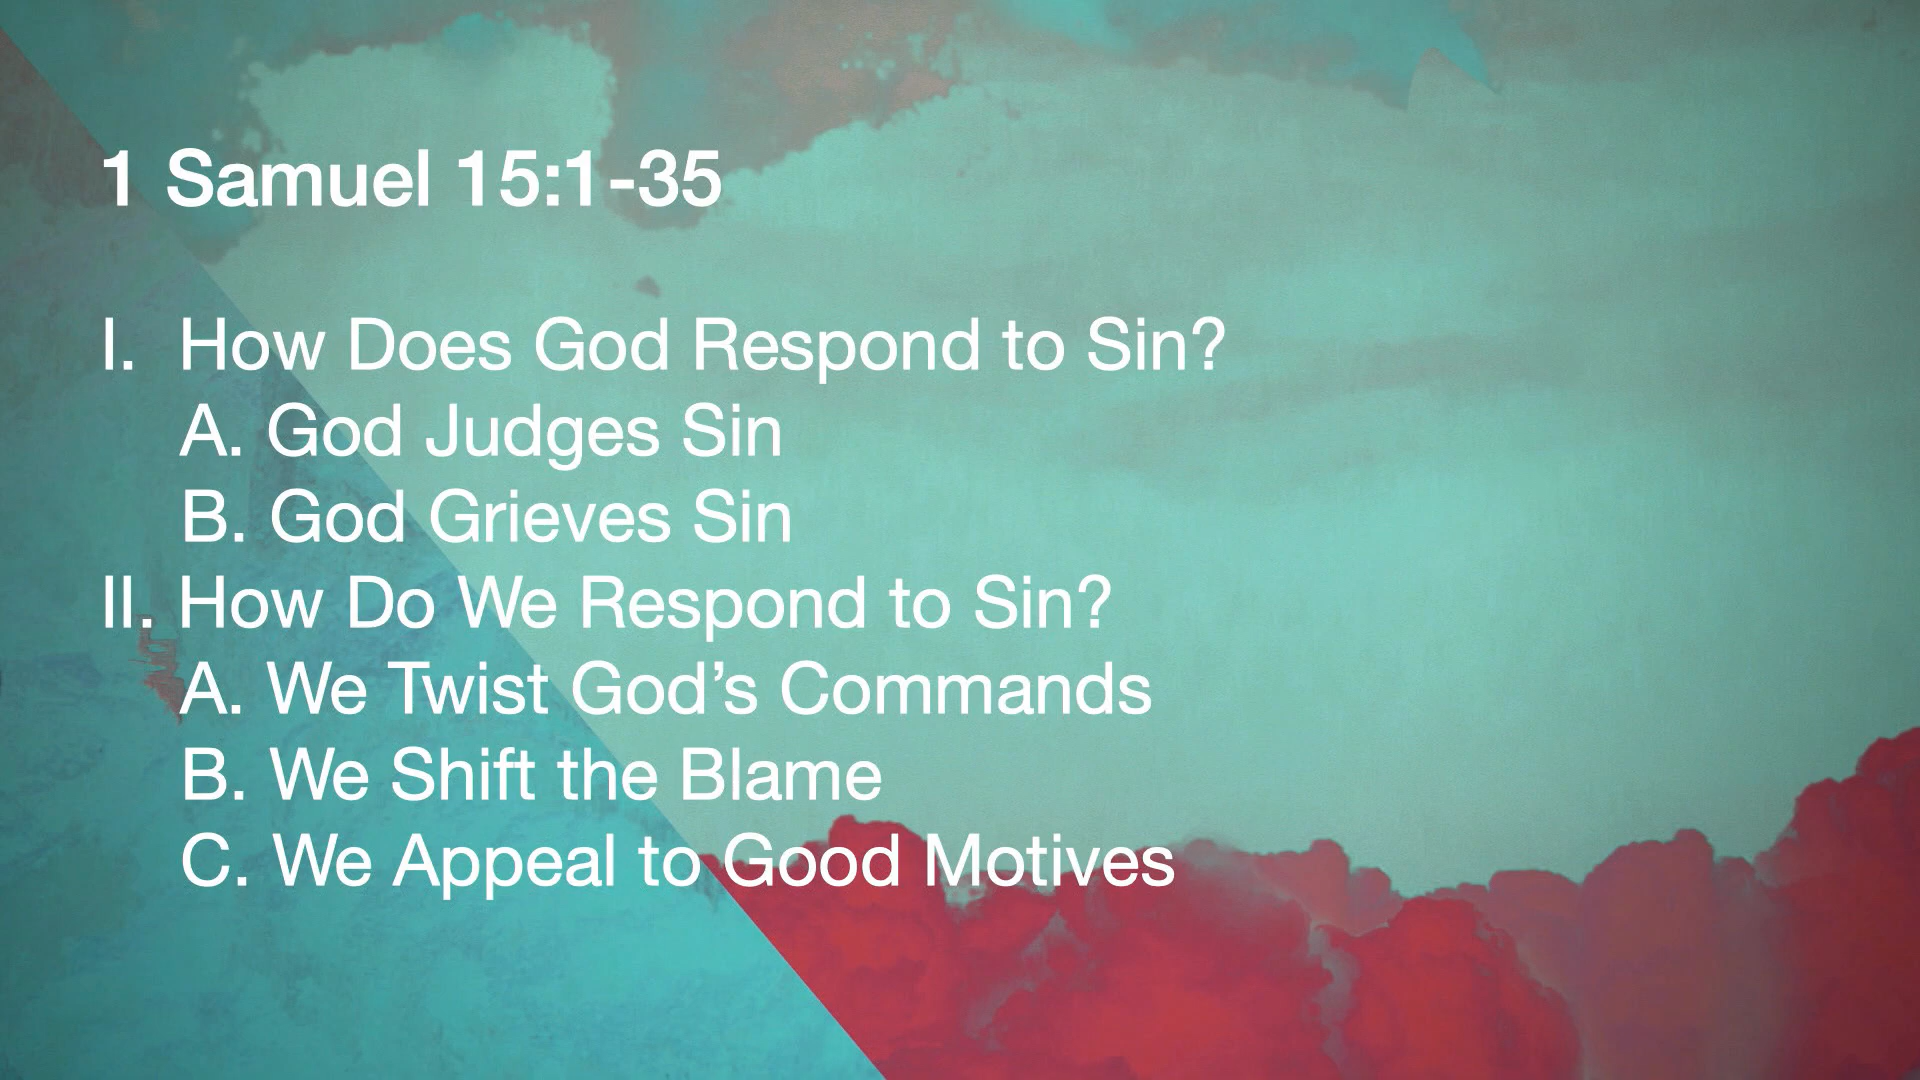 1 Samuel 15:1-35
I. How Does God Respond to Sin?
A. God Judges Sin
B. God Grieves Sin
II. How Do We Respond to Sin?
A. We Twist God’s Commands
B. We Shift the Blame
C. We Appeal to Good Motives